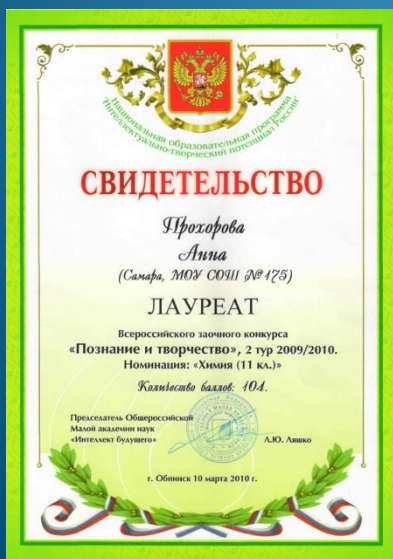 Национальная образовательная программа
"Интеллектуально-творческий потенциал России"
СВИДЕТЕЛЬСТВО
Прохорова
Анна
(Самара, МОУ СОШ №175)
ЛАУРЕАТ
Всероссийского заочного конкурса
«Познание и творчество», 2 тур 2009/2010.
Номинация: «Химия (11 кл.)»
Количество баллов: 101.
Председатель Общероссийской
Малой академии наук
«Интеллект будущего»
Л.Ю. Ляшко
г. Обнинск 10 марта 2010 г.